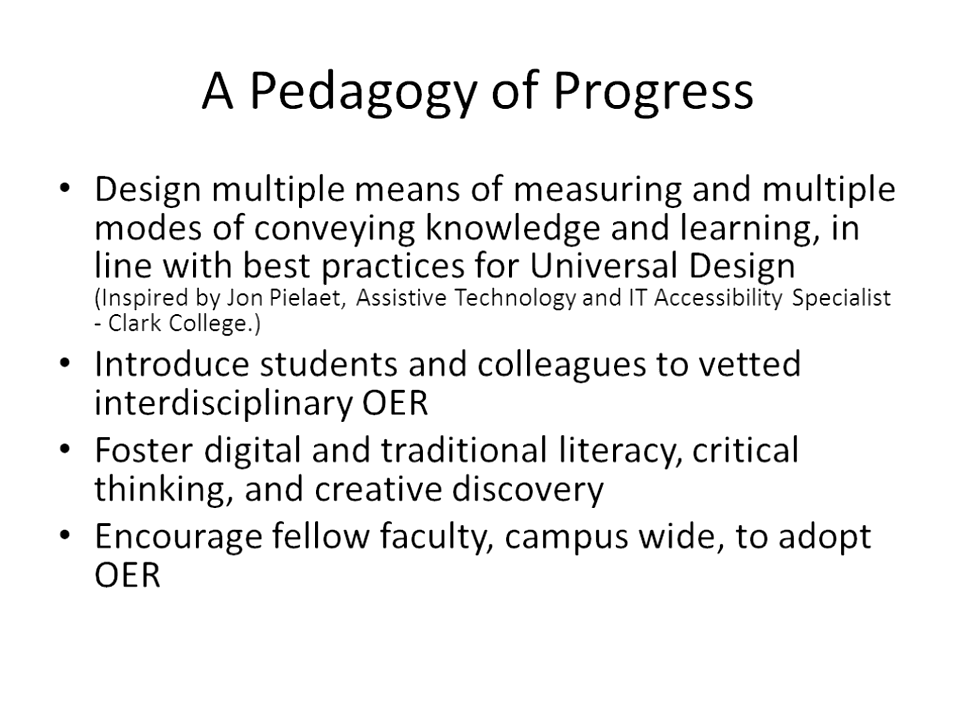 A Pedagogy of Progress
• Design multiple means of measuring and multiple
modes of conveying knowledge and learning, in
line with best practices for Universal Design
(Inspired by Jon Pielaet, Assistive Technology and IT Accessibility Specialist
- Clark College.)
• Introduce students and colleagues to vetted
interdisciplinary OER
• Foster digital and traditional literacy, critical
thinking, and creative discovery
• Encourage fellow faculty, campus wide, to adopt
OER